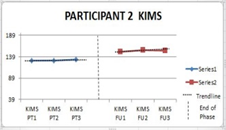 PARTICIPANT 2 KIMS
189
139
89
39
KIMS PT1
KIMS PT2
KIMS PT3
KIMS FU1
KIMS FU2
KIMS FU3
Series1
Series2
Trendline
End of
Phase